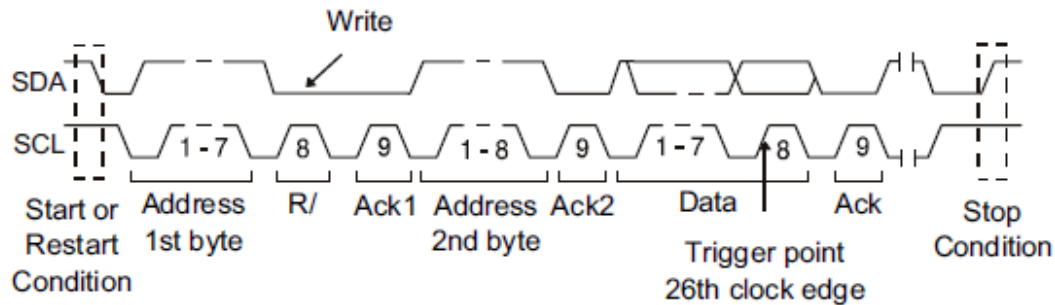 Write
SDA
SCL
1 - 7
8
9
1 - 8
9
1 - 7
8
9
Start or
Restart
Condition
Address
1st byte
R/
Ack1
Address
2nd byte
Ack2
Data
Ack
Stop
Condition
Trigger point
26th clock edge